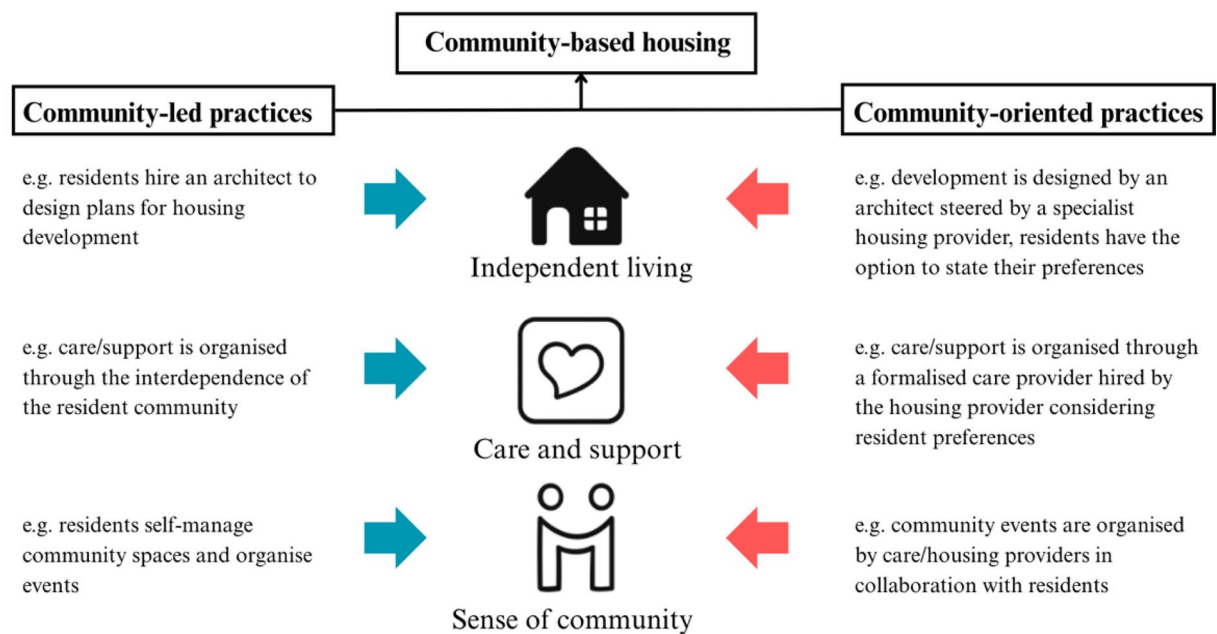 Community-based housing
Community-led practices
Community-oriented practices
e.g. residents hire an architect to
design plans for housing
development
Independent living
e.g. development is designed by an
architect steered by a specialist
housing provider, residents have the
option to state their preferences
e.g. care/support is organised
through the interdependence of
the resident community
Care and support
e.g. care/support is organised through
a formalised care provider hired by
the housing provider considering
resident preferences
e.g. residents self-manage
community spaces and organise
events
Sense of community
e.g. community events are organised
by care/housing providers in
collaboration with residents